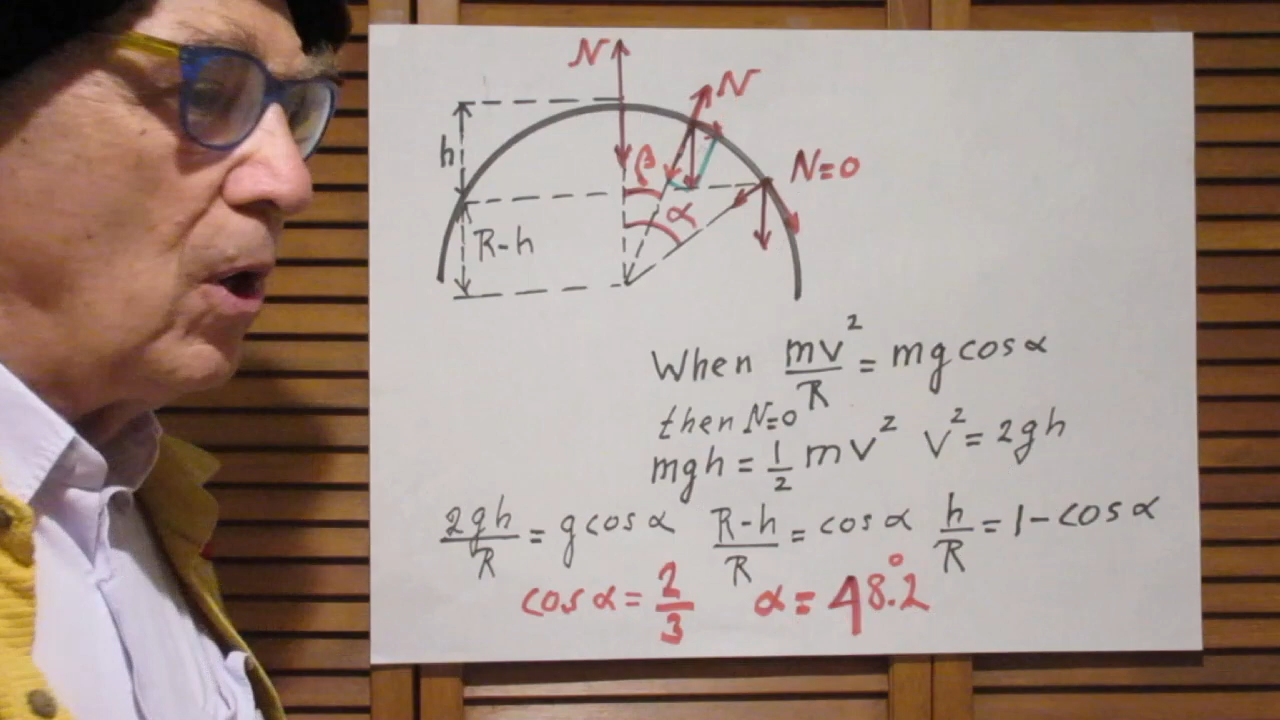 N
N
h
β
N=0
α
R-h
When mv²/R = mg cos α
then N=0
mgh = 1/2 mv² v² = 2gh
2gh/R = g cos α R-h/R = cos α h/R = 1 - cos α
cos α = 2/3 α = 48.2°